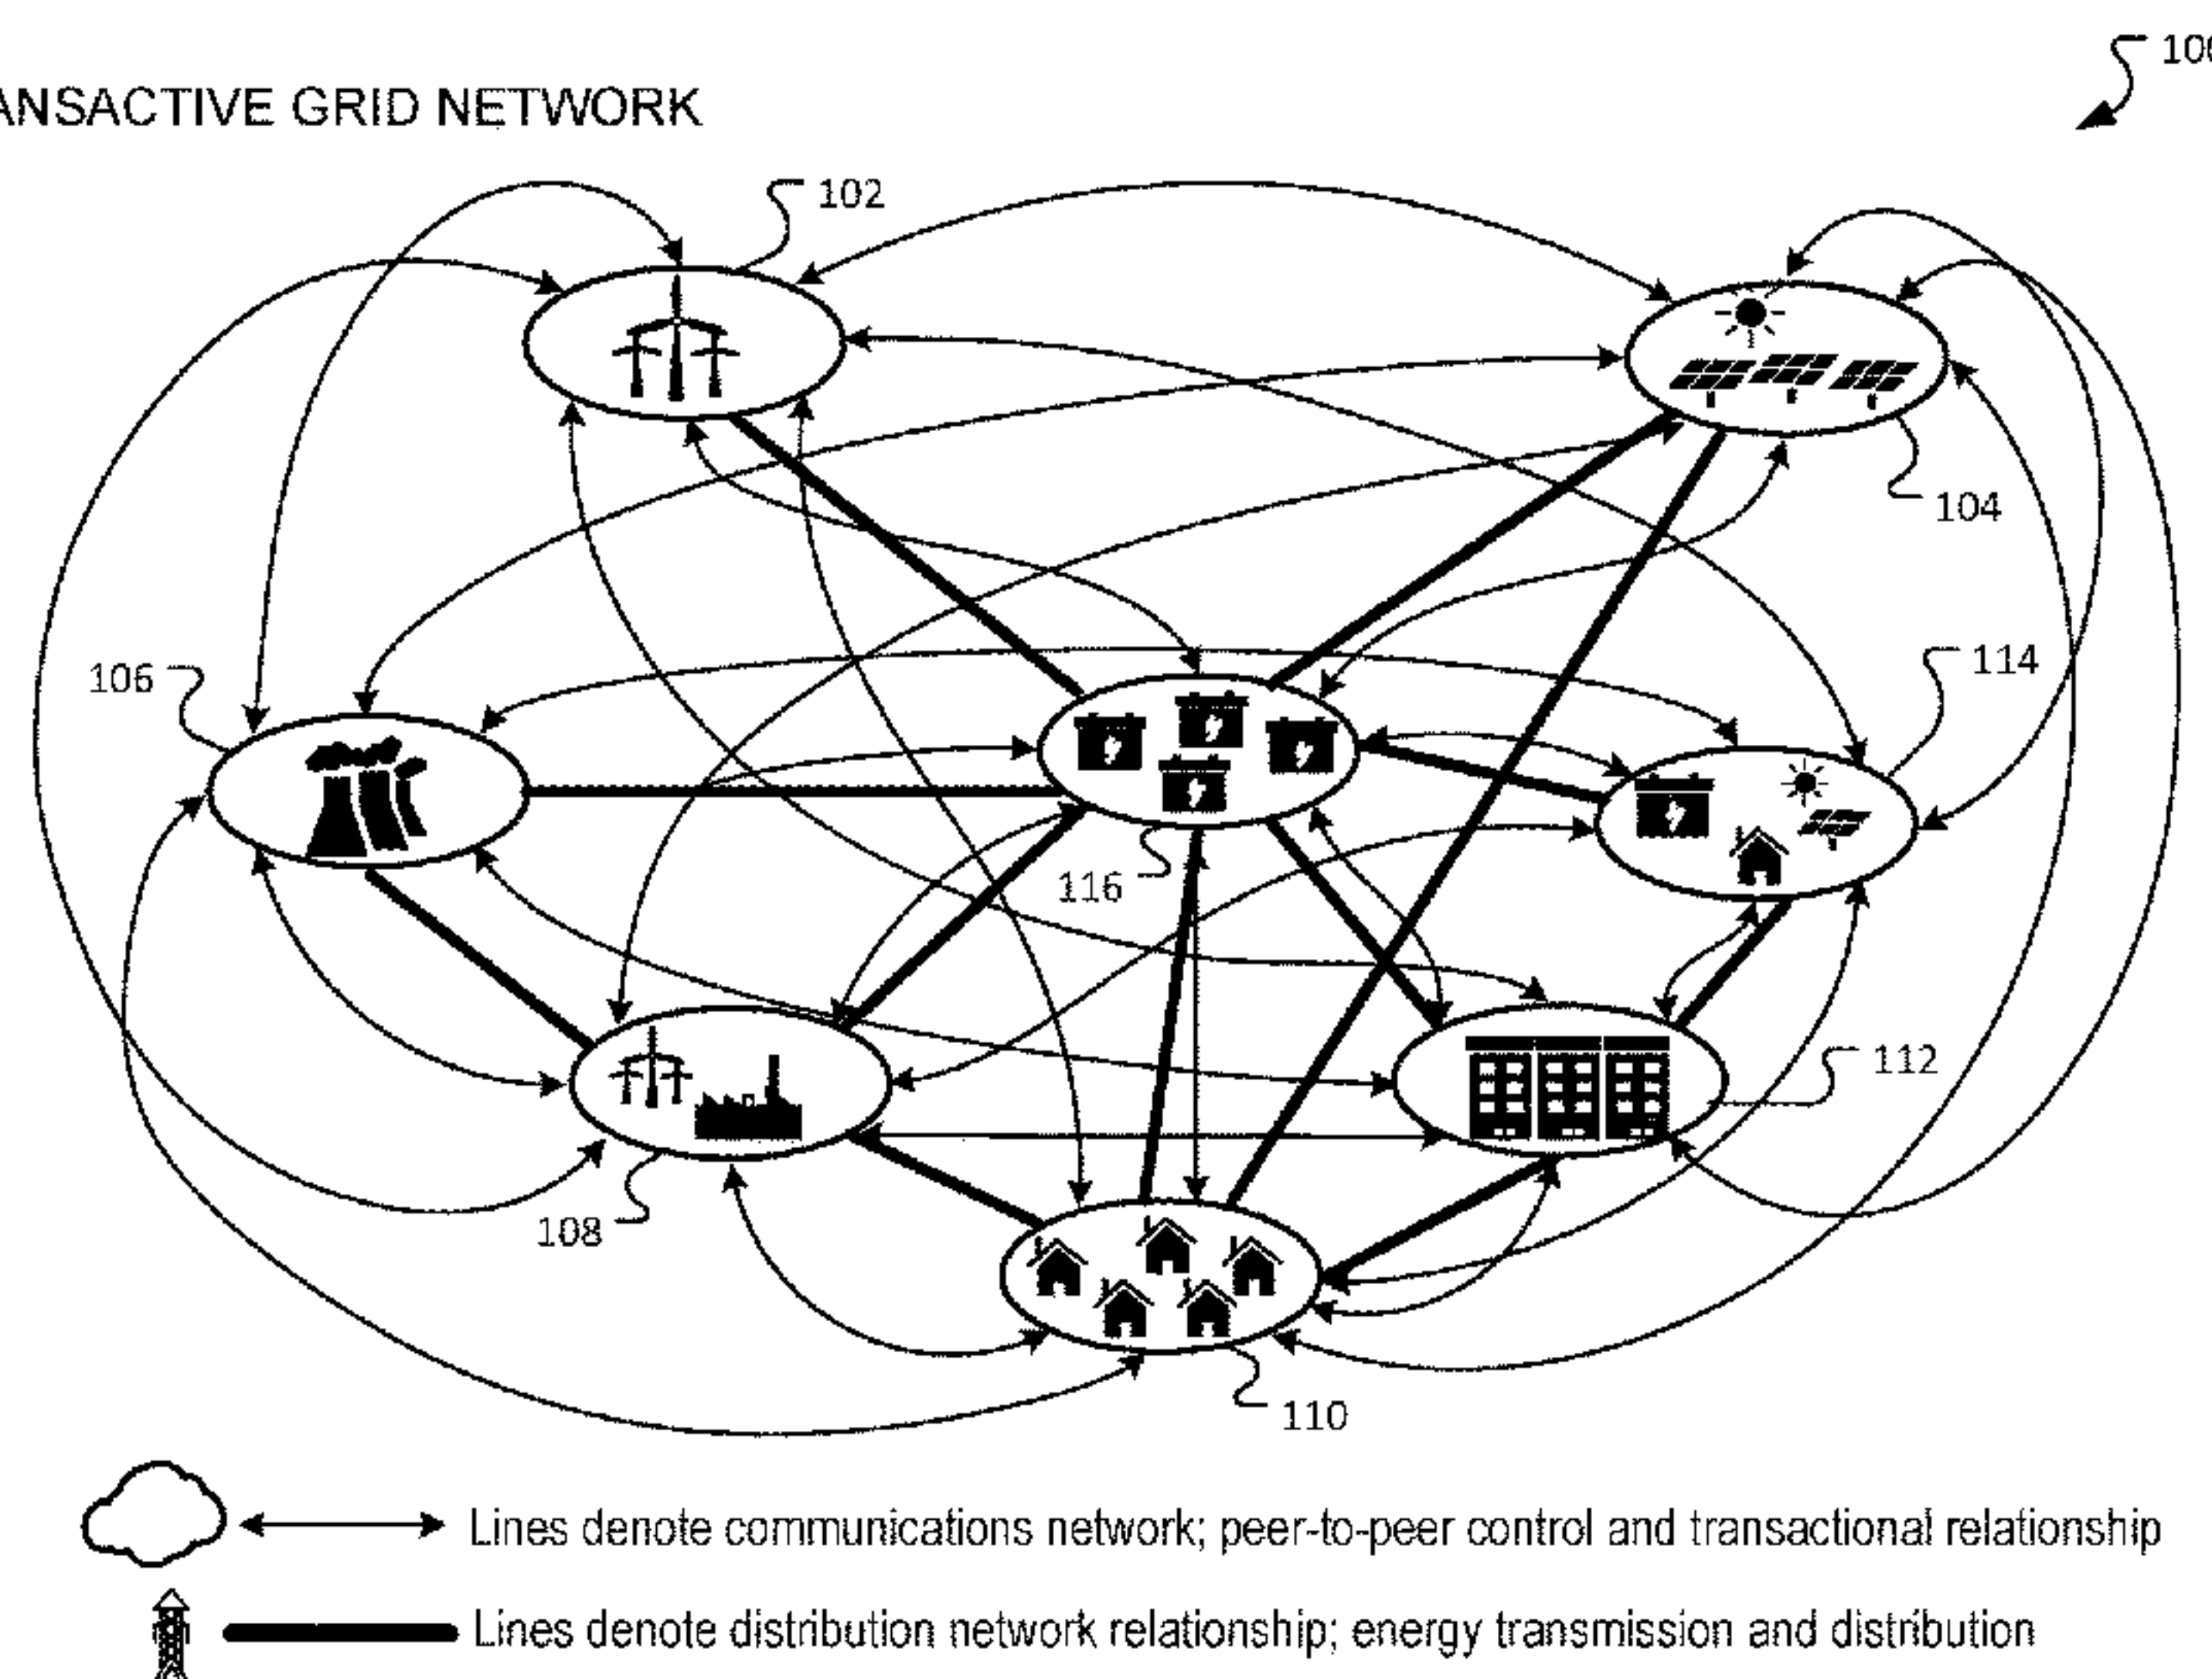 ANSACTIVE GRID NETWORK
102
104
106
114
116
112
108
110
Lines denote communications network; peer-to-peer control and transactional relationship
Lines denote distribution network relationship; energy transmission and distribution